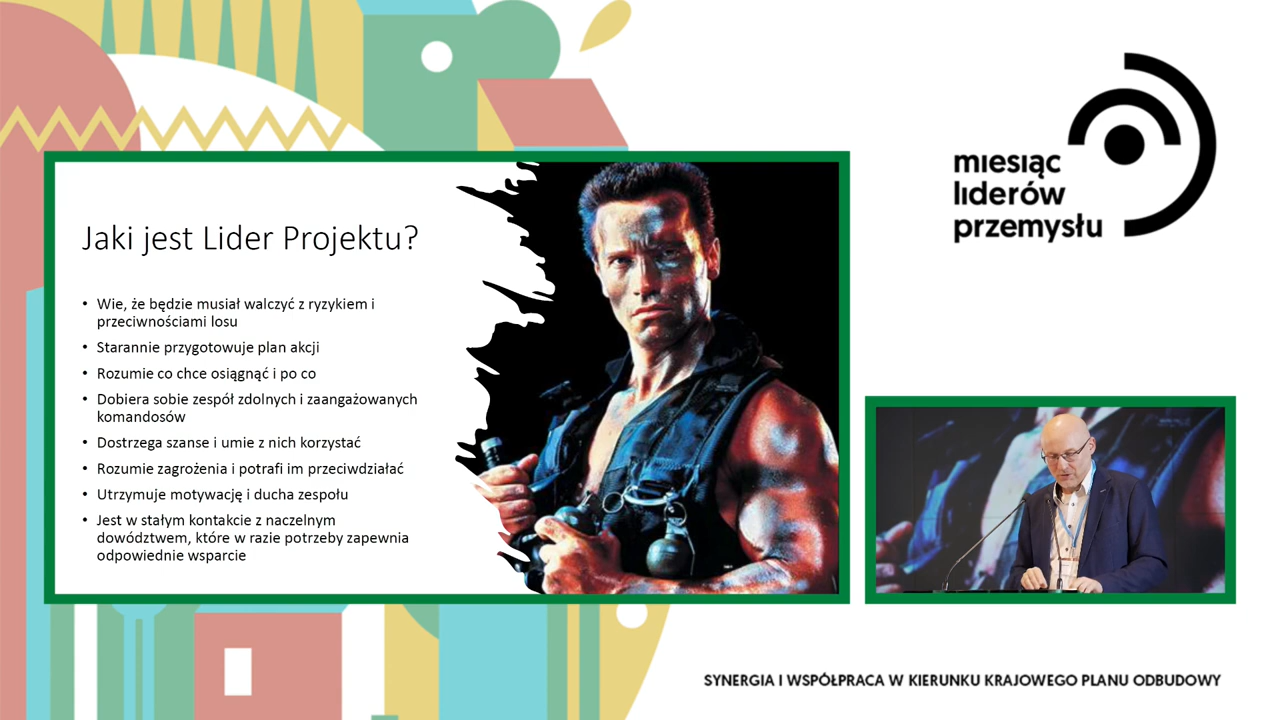 miesiąc
liderów
przemysłu
Jaki jest Lider Projektu?
• Wie, że będzie musiał walczyć z ryzykiem i
przeciwnościami losu
• Starannie przygotowuje plan akcji
• Rozumie co chce osiągnąć i po co
• Dobiera sobie zespół zdolnych i zaangażowanych
komandosów
• Dostrzega szanse i umie z nich korzystać
• Rozumie zagrożenia i potrafi im przeciwdziałać
• Utrzymuje motywację i ducha zespołu
• Jest w stałym kontakcie z naczelnym
dowództwem, które w razie potrzeby zapewnia
odpowiednie wsparcie
SYNERGIA I WSPÓŁPRACA W KIERUNKU KRAJOWEGO PLANU ODBUDOWY